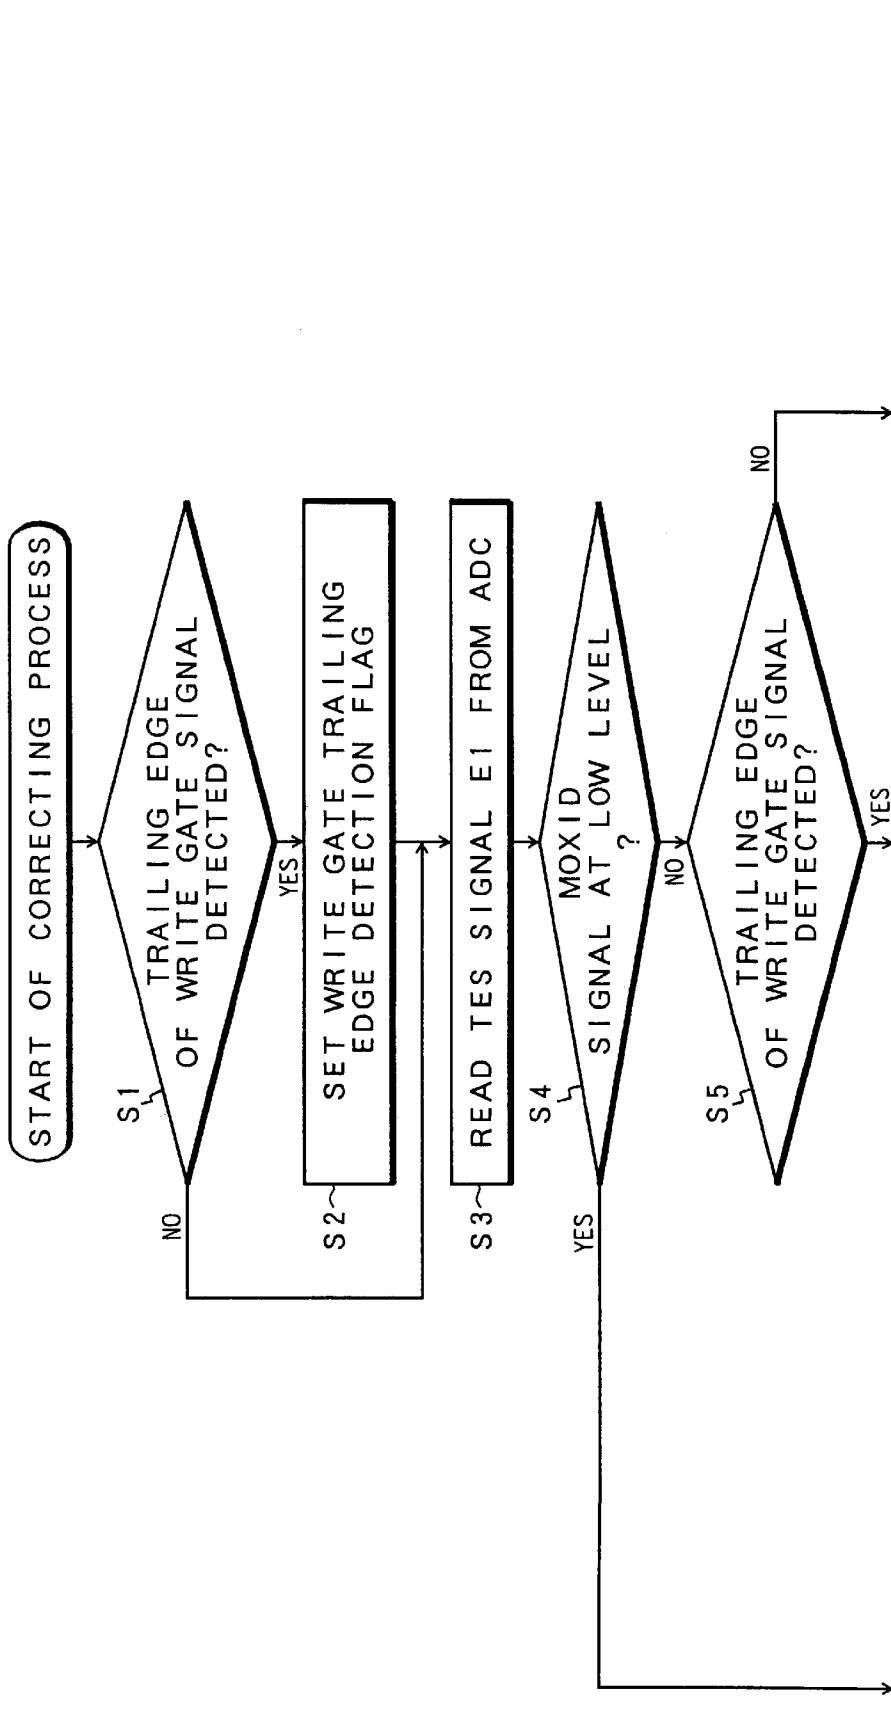 START OF CORRECTING PROCESS
S1
TRAILING EDGE
OF WRITE GATE SIGNAL
DETECTED?
NO
YES
S2
SET WRITE GATE TRAILING
EDGE DETECTION FLAG
S3
READ TES SIGNAL E1 FROM ADC
S4
MOXID
SIGNAL AT LOW LEVEL
?
YES
NO
S5
TRAILING EDGE
OF WRITE GATE SIGNAL
DETECTED?
NO
YES